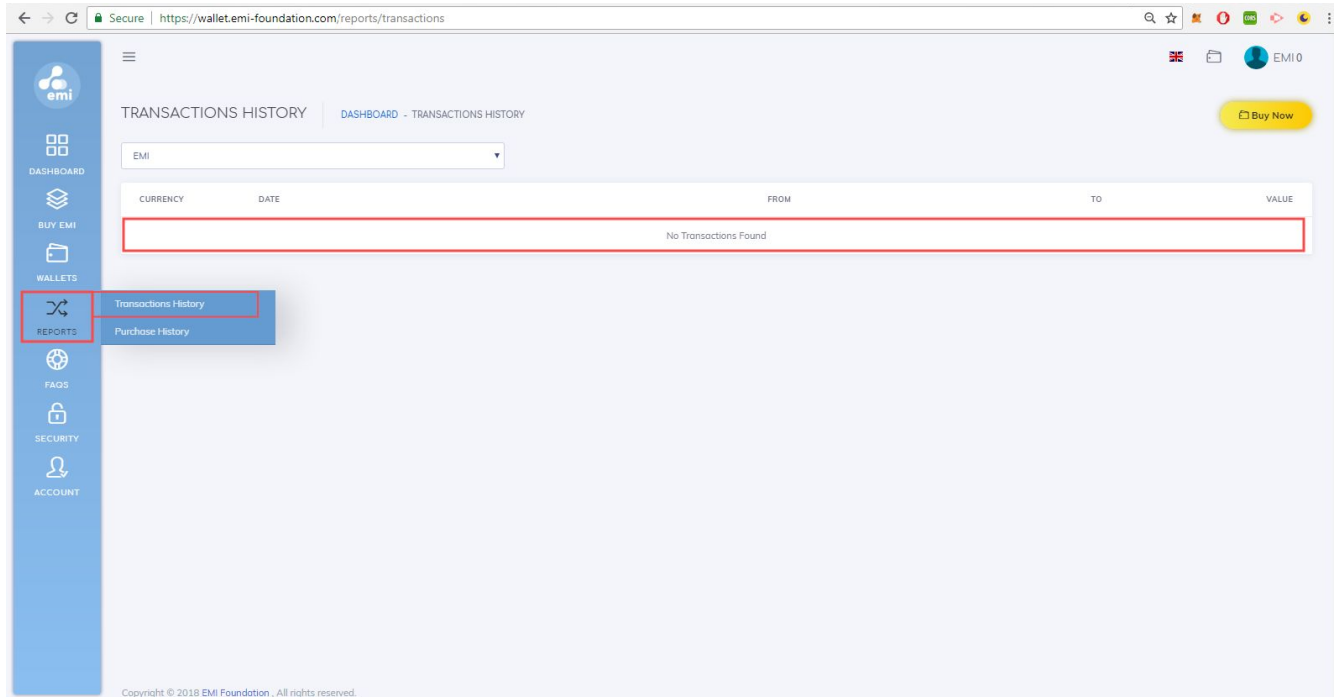 Secure https://wallet.emi-foundation.com/reports/transactions
emi
EMI 0
TRANSACTIONS HISTORY DASHBOARD - TRANSACTIONS HISTORY
Buy Now
EMI
DASHBOARD
BUY EMI
WALLETS
REPORTS
FAQS
SECURITY
ACCOUNT
CURRENCY DATE FROM TO VALUE
No Transactions Found
Transactions History
Purchase History
Copyright © 2018 EMI Foundation , All rights reserved.